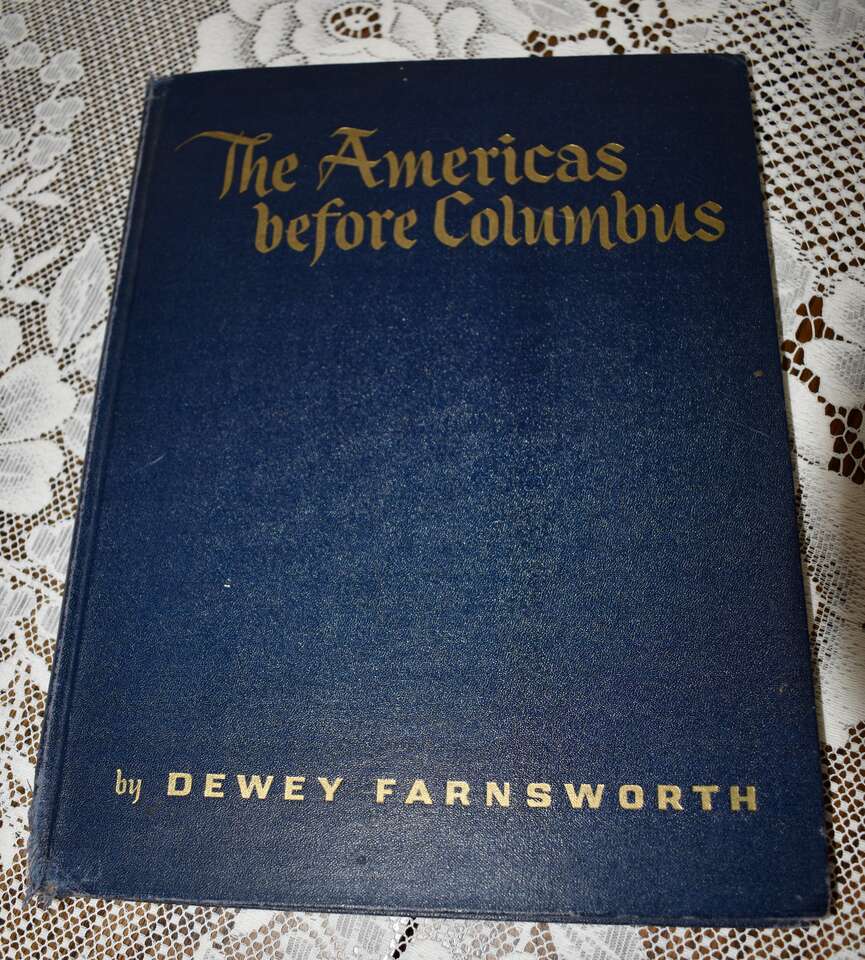 The Americas
before Columbus
by DEWEY FARNSWORTH